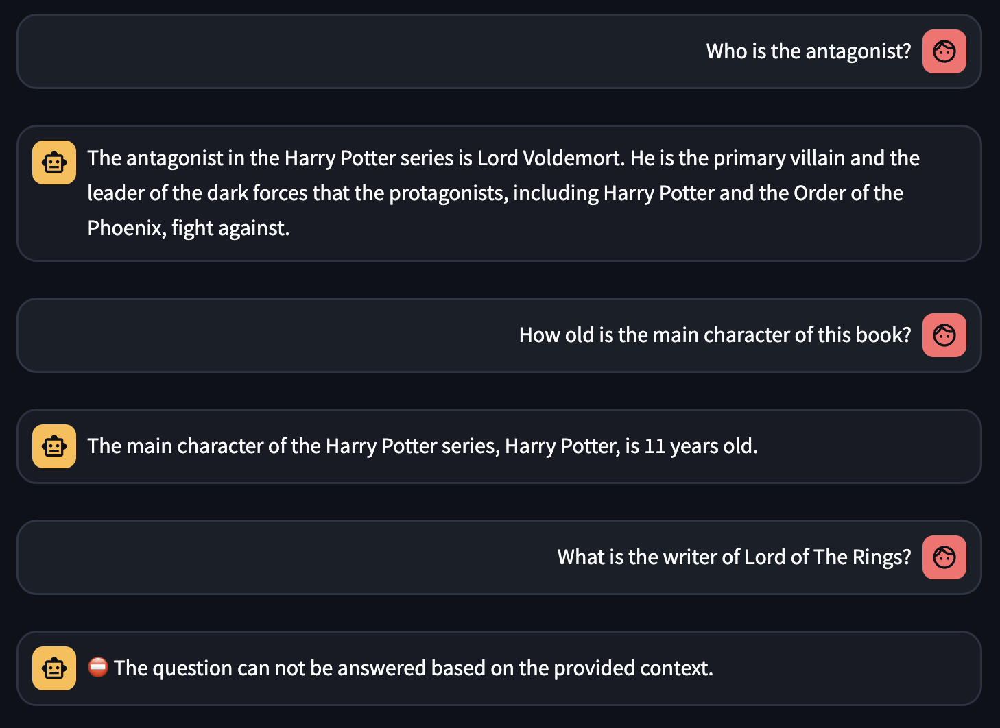 Who is the antagonist?
The antagonist in the Harry Potter series is Lord Voldemort. He is the primary villain and the
leader of the dark forces that the protagonists, including Harry Potter and the Order of the
Phoenix, fight against.
How old is the main character of this book?
The main character of the Harry Potter series, Harry Potter, is 11 years old.
What is the writer of Lord of The Rings?
⛔ The question can not be answered based on the provided context.